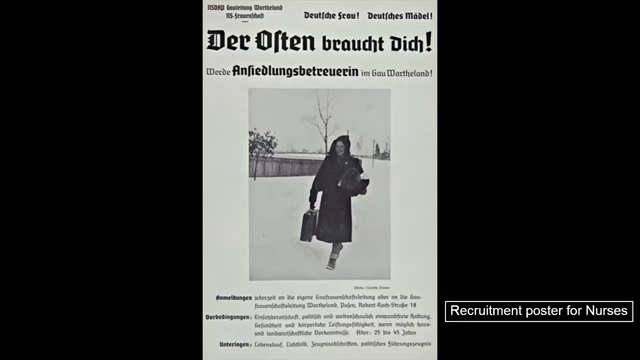 NSDAP Gauleitung Wartheland
NS-Frauenschaft
Deutsche Frau! Deutsches Mädel!
Der Osten braucht Dich!
Werde Ansiedlungsbetreuerin im Gau Wartheland!
Anmeldungen jederzeit an die eigene Gaufrauenschaftsleitung oder an die Gau-
frauenschaftsleitung Wartheland, Posen, Robert-Koch-Straße 18
Vorbedingungen: Einsatzbereitschaft, politisch und weltanschaulich einwandfreie Haltung,
Gesundheit und körperliche Leistungsfähigkeit, wenn möglich haus-
und landwirtschaftliche Vorkenntnisse. Alter: 25 bis 45 Jahre
Unterlagen: Lebenslauf, Lichtbild, Zeugnisabschriften, politisches Führungszeugnis
Recruitment poster for Nurses